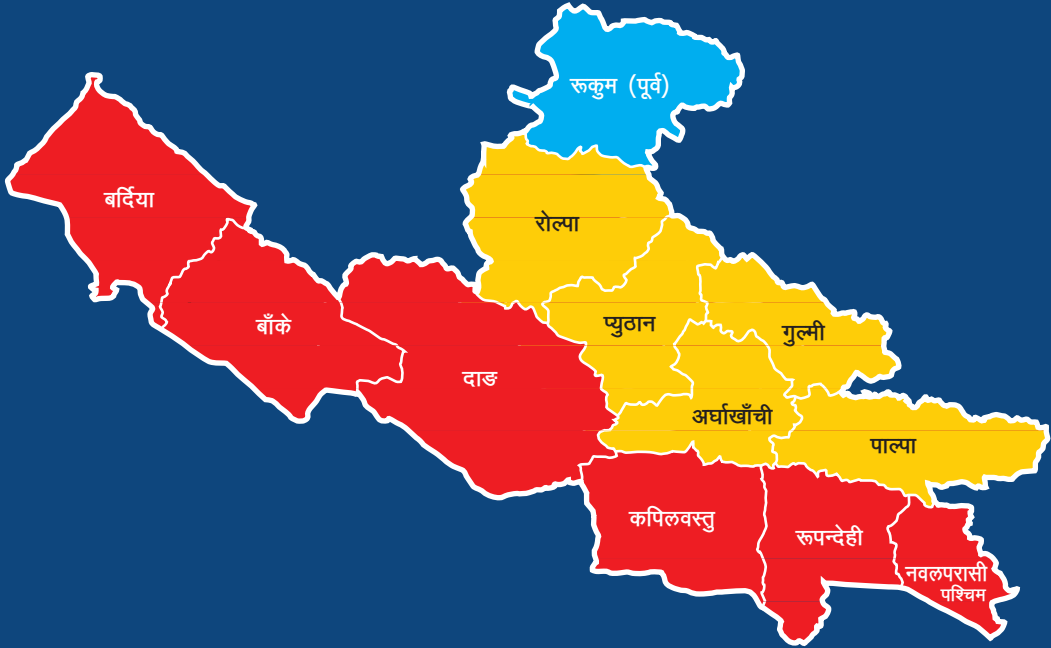 रूकुम (पूर्व)
बर्दिया
रोल्पा
बाँके
प्युठान
गुल्मी
दाङ
अर्घाखाँची
पाल्पा
कपिलवस्तु
रूपन्देही
नवलपरासी
पश्चिम